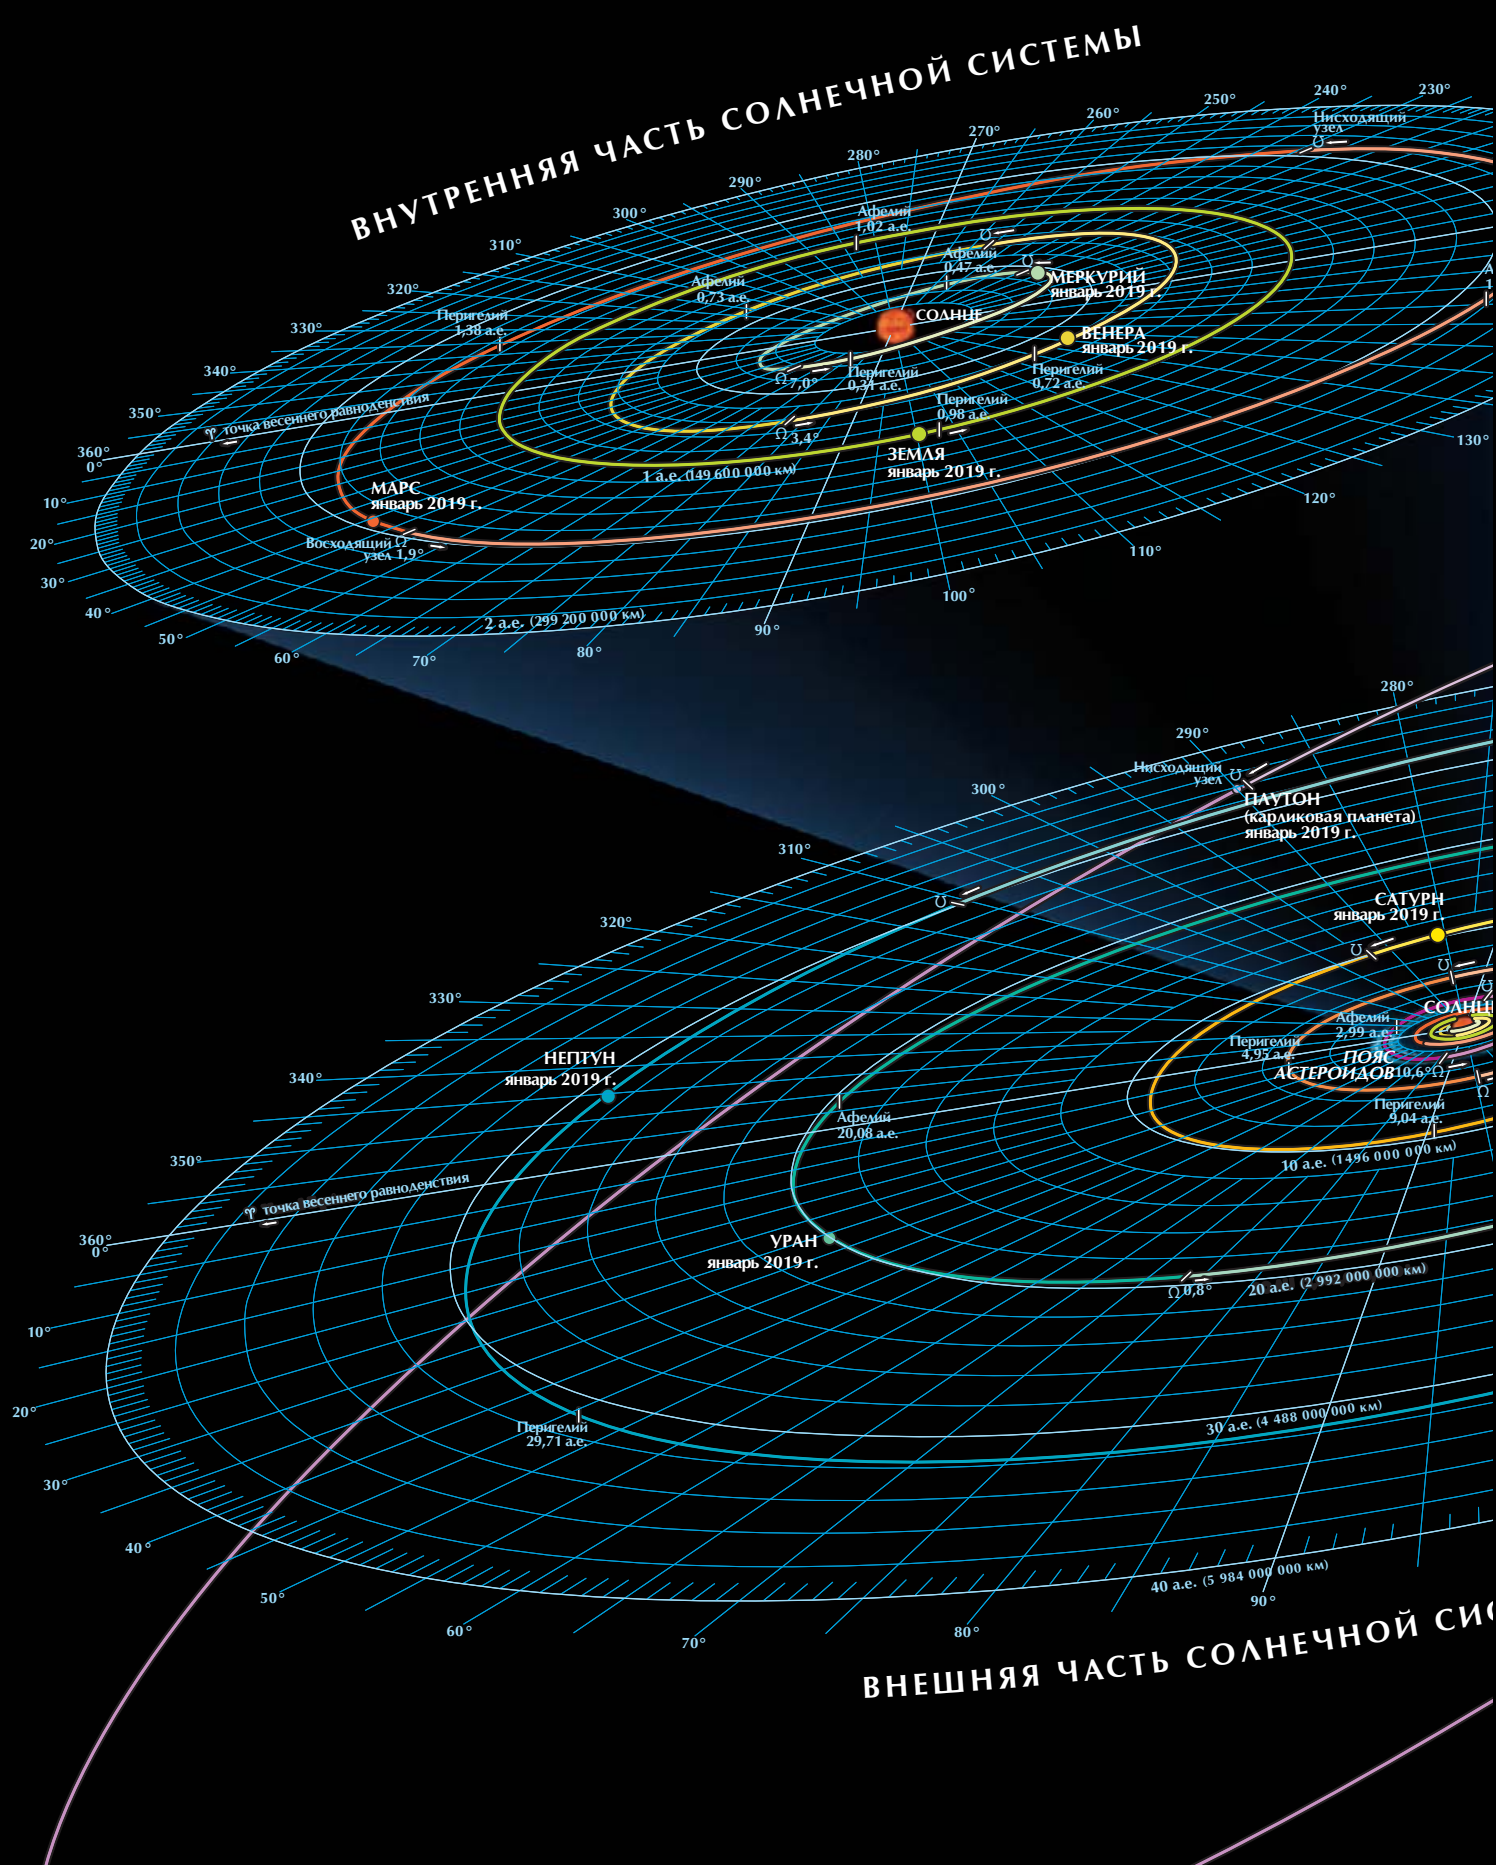 ВНУТРЕННЯЯ ЧАСТЬ СОЛНЕЧНОЙ СИСТЕМЫ
230°
240°
250°
260°
270°
280°
290°
300°
310°
320°
330°
340°
350°
360°
0°
10°
20°
30°
40°
50°
60°
70°
80°
90°
100°
110°
120°
130°
Нисходящий
узел
☋
Афелий
1,02 а.е.
☋
Афелий
0,47 а.е.
☋
МЕРКУРИЙ
январь 2019 г.
Афелий
0,73 а.е.
Перигелий
1,38 а.е.
СОЛНЦЕ
ВЕНЕРА
январь 2019 г.
Перигелий
0,72 а.е.
Перигелий
0,31 а.е.
☊ 7,0°
Перигелий
0,98 а.е.
☊ 3,4°
♈ точка весеннего равноденствия
ЗЕМЛЯ
январь 2019 г.
1 а.е. (149 600 000 км)
МАРС
январь 2019 г.
Восходящий ☊
узел 1,9°
2 а.е. (299 200 000 км)
280°
290°
300°
310°
320°
330°
340°
350°
360°
0°
10°
20°
30°
40°
50°
60°
70°
80°
90°
Нисходящий ☋
узел
ПЛУТОН
(карликовая планета)
январь 2019 г.
☋
САТУРН
январь 2019 г.
☋
☋
СОЛНЦЕ
Афелий
2,99 а.е.
Перигелий
4,95 а.е.
ПОЯС
АСТЕРОИДОВ
10,6° ☊
☊
Перигелий
9,04 а.е.
10 а.е. (1496 000 000 км)
НЕПТУН
январь 2019 г.
Афелий
20,08 а.е.
♈ точка весеннего равноденствия
УРАН
январь 2019 г.
☊ 0,8°
20 а.е. (2 992 000 000 км)
Перигелий
29,71 а.е.
30 а.е. (4 488 000 000 км)
40 а.е. (5 984 000 000 км)
ВНЕШНЯЯ ЧАСТЬ СОЛНЕЧНОЙ СИС